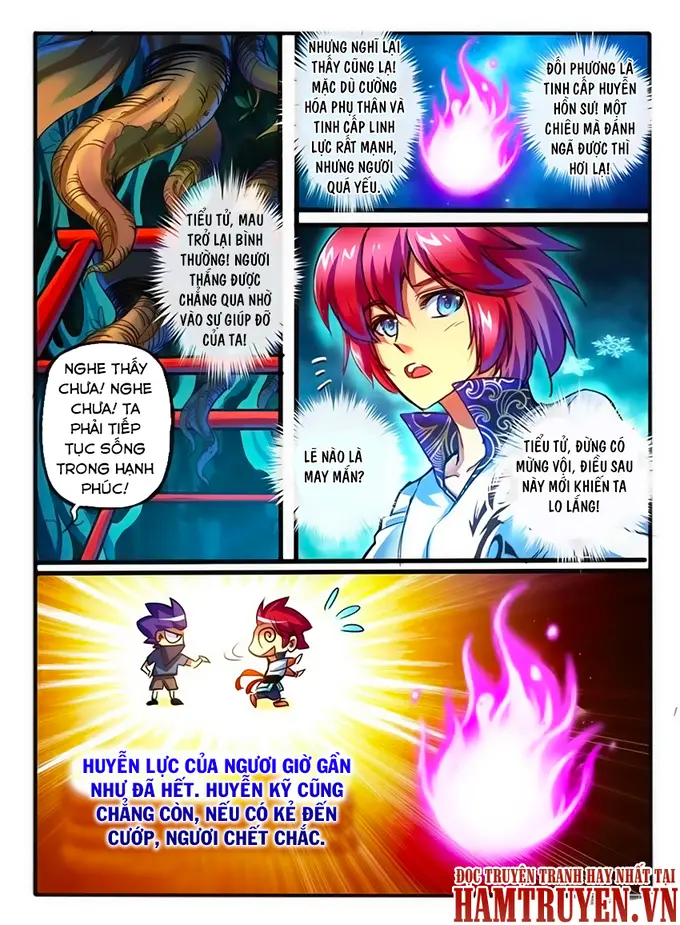 TIỂU TỬ, MAU
TRỞ LẠI BÌNH
THƯỜNG! NGƯƠI
THẮNG ĐƯỢC
CHẲNG QUA NHỜ
VÀO SỰ GIÚP ĐỠ
CỦA TA!
NGHE THẤY
CHƯA! NGHE
CHƯA! TA
PHẢI TIẾP
TỤC SỐNG
TRONG HẠNH
PHÚC!
NHƯNG NGHĨ LẠI
THẤY CŨNG LẠ!
MẶC DÙ CƯỜNG
HÓA PHỤ THÂN VÀ
TINH CẤP LINH
LỰC RẤT MẠNH,
NHƯNG NGƯƠI
QUÁ YẾU.
ĐỐI PHƯƠNG LÀ
TINH CẤP HUYỄN
HỒN SƯ! MỘT
CHIÊU MÀ ĐÁNH
NGÃ ĐƯỢC THÌ
HƠI LẠ!
LẼ NÀO LÀ
MAY MẮN?
TIỂU TỬ, ĐỪNG CÓ
MỪNG VỘI, ĐIỀU SAU
NÀY MỚI KHIẾN TA
LO LẮNG!
HUYỄN LỰC CỦA NGƯƠI GIỜ GẦN
NHƯ ĐÃ HẾT. HUYỄN KỸ CŨNG
CHẲNG CÒN, NẾU CÓ KẺ ĐẾN
CƯỚP, NGƯƠI CHẾT CHẮC.
ĐỌC TRUYỆN TRANH HAY NHẤT TẠI
HAMTRUYEN.VN